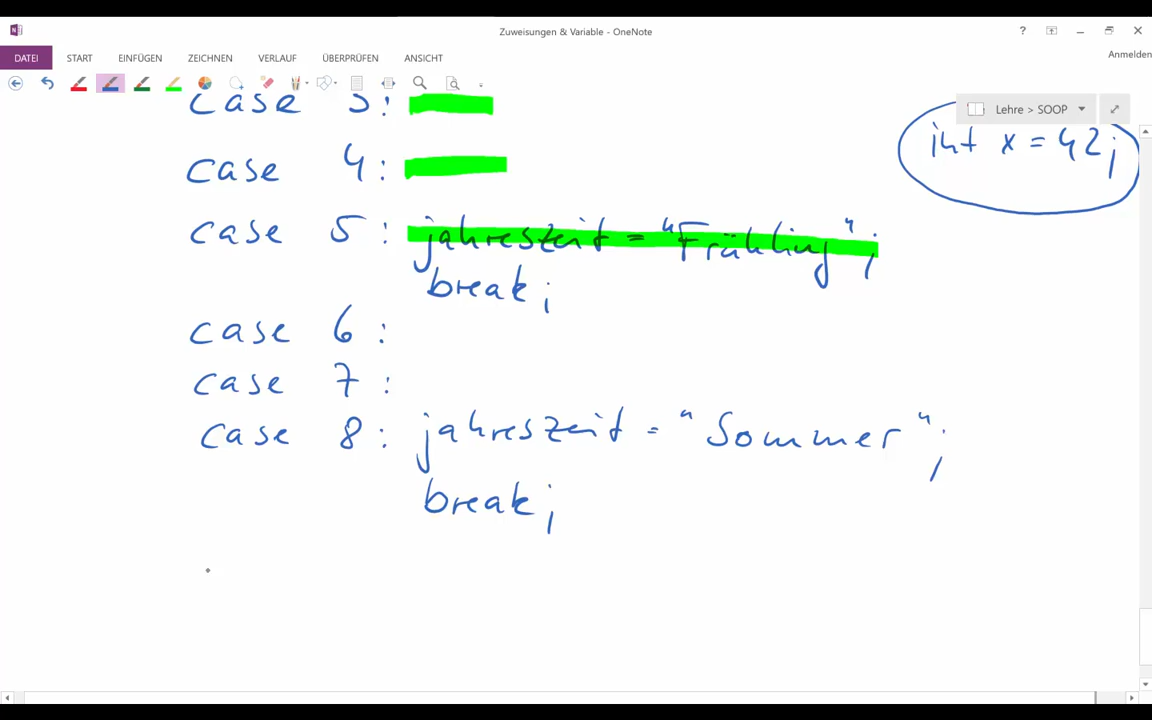 Zuweisungen & Variable - OneNote
?
Anmelden
DATEI START EINFÜGEN ZEICHNEN VERLAUF ÜBERPRÜFEN ANSICHT
Lehre > SOOP
case 3:
int x = 42;
case 4:
case 5: jahreszeit = "Frühling";
break;
case 6:
case 7:
case 8: jahreszeit = "Sommer";
break;